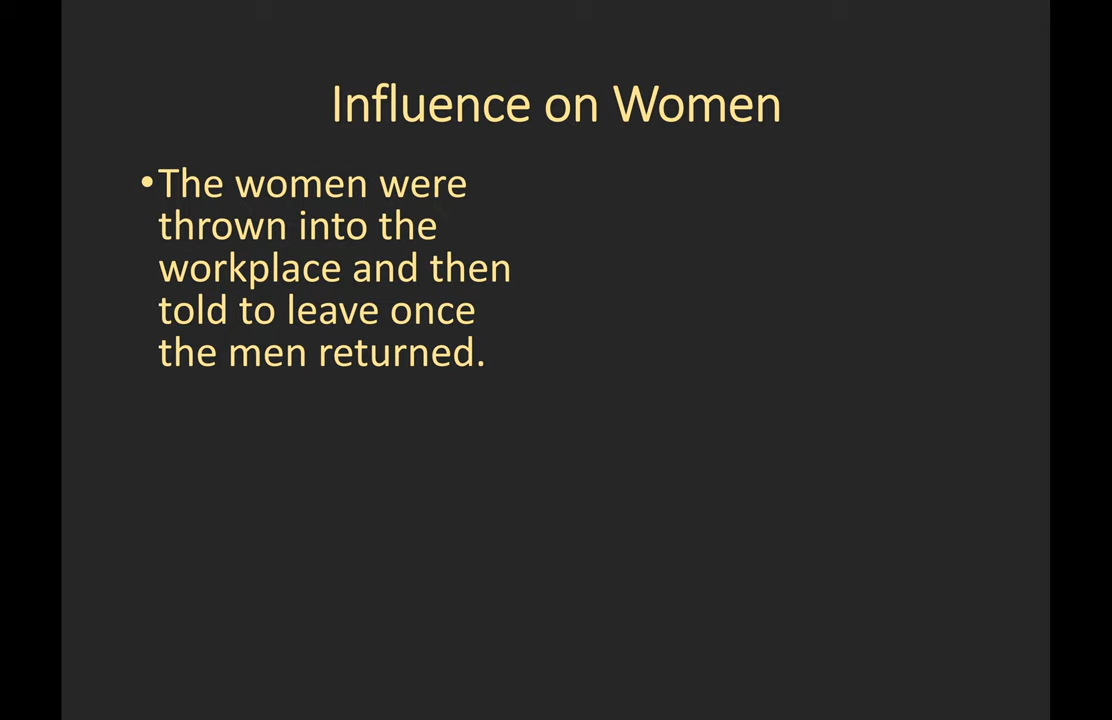 Influence on Women
•The women were
thrown into the
workplace and then
told to leave once
the men returned.